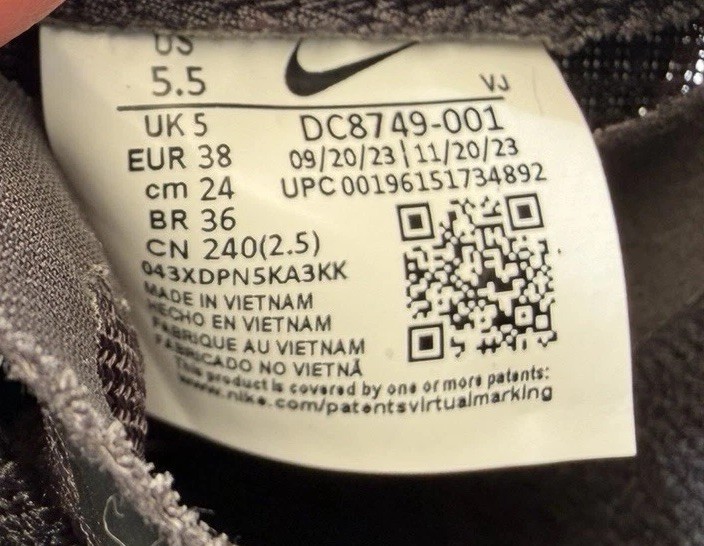 US
5.5
VJ
UK 5
DC8749-001
EUR 38
09/20/23\11/20/23
cm 24
UPC 00196151734892
BR 36
CN 240(2.5)
043XDPN5KA3KK
MADE IN VIETNAM
HECHO EN VIETNAM
FABRIQUE AU VIETNAM
FABRICADO NO VIETNÃ
This product is covered by one or more patents:
www.nike.com/patentsvirtualmarking